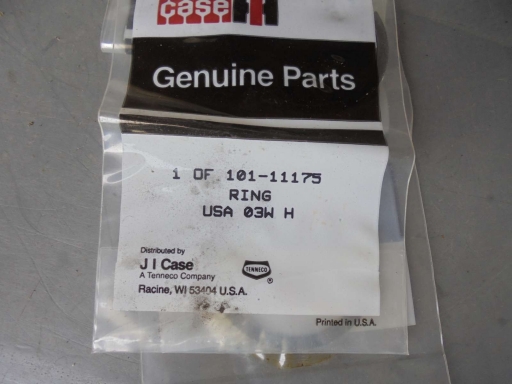 case IH
Genuine Parts
1 OF 101-11175
RING
USA 03W H
Distributed by
J I Case
A Tenneco Company
Racine, WI 53404 U.S.A.
TENNECO
®
Printed in U.S.A.